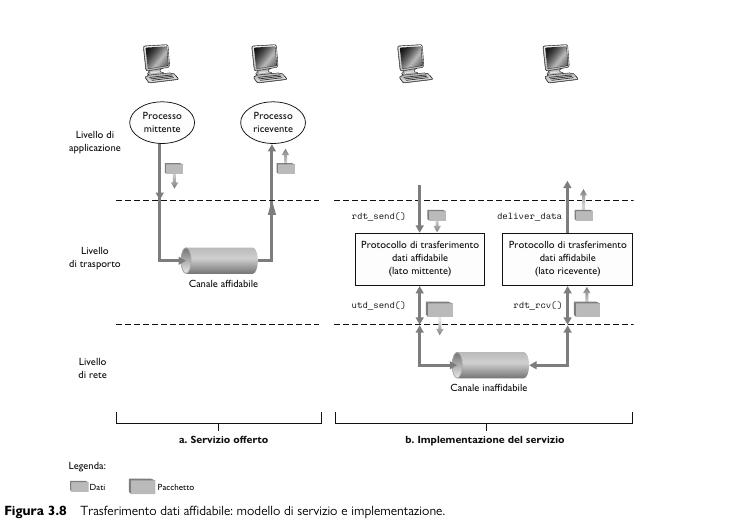 Processo
mittente
Processo
ricevente
Livello di
applicazione
rdt_send()
deliver_data
Livello
di trasporto
Canale affidabile
Protocollo di trasferimento
dati affidabile
(lato mittente)
Protocollo di trasferimento
dati affidabile
(lato ricevente)
utd_send()
rdt_rcv()
Livello
di rete
Canale inaffidabile
a. Servizio offerto
b. Implementazione del servizio
Legenda:
Dati
Pacchetto
Figura 3.8 Trasferimento dati affidabile: modello di servizio e implementazione.